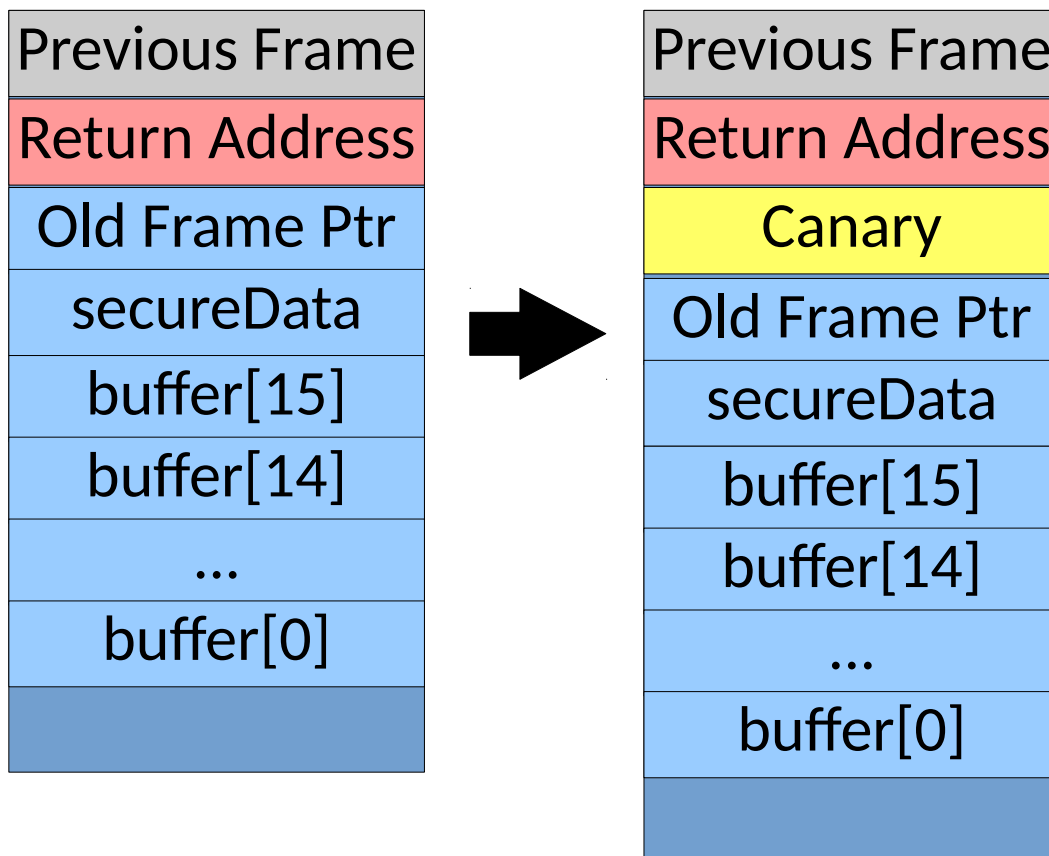 Previous Frame
Return Address
Old Frame Ptr
secureData
buffer[15]
buffer[14]
...
buffer[0]
Previous Frame
Return Address
Canary
Old Frame Ptr
secureData
buffer[15]
buffer[14]
...
buffer[0]